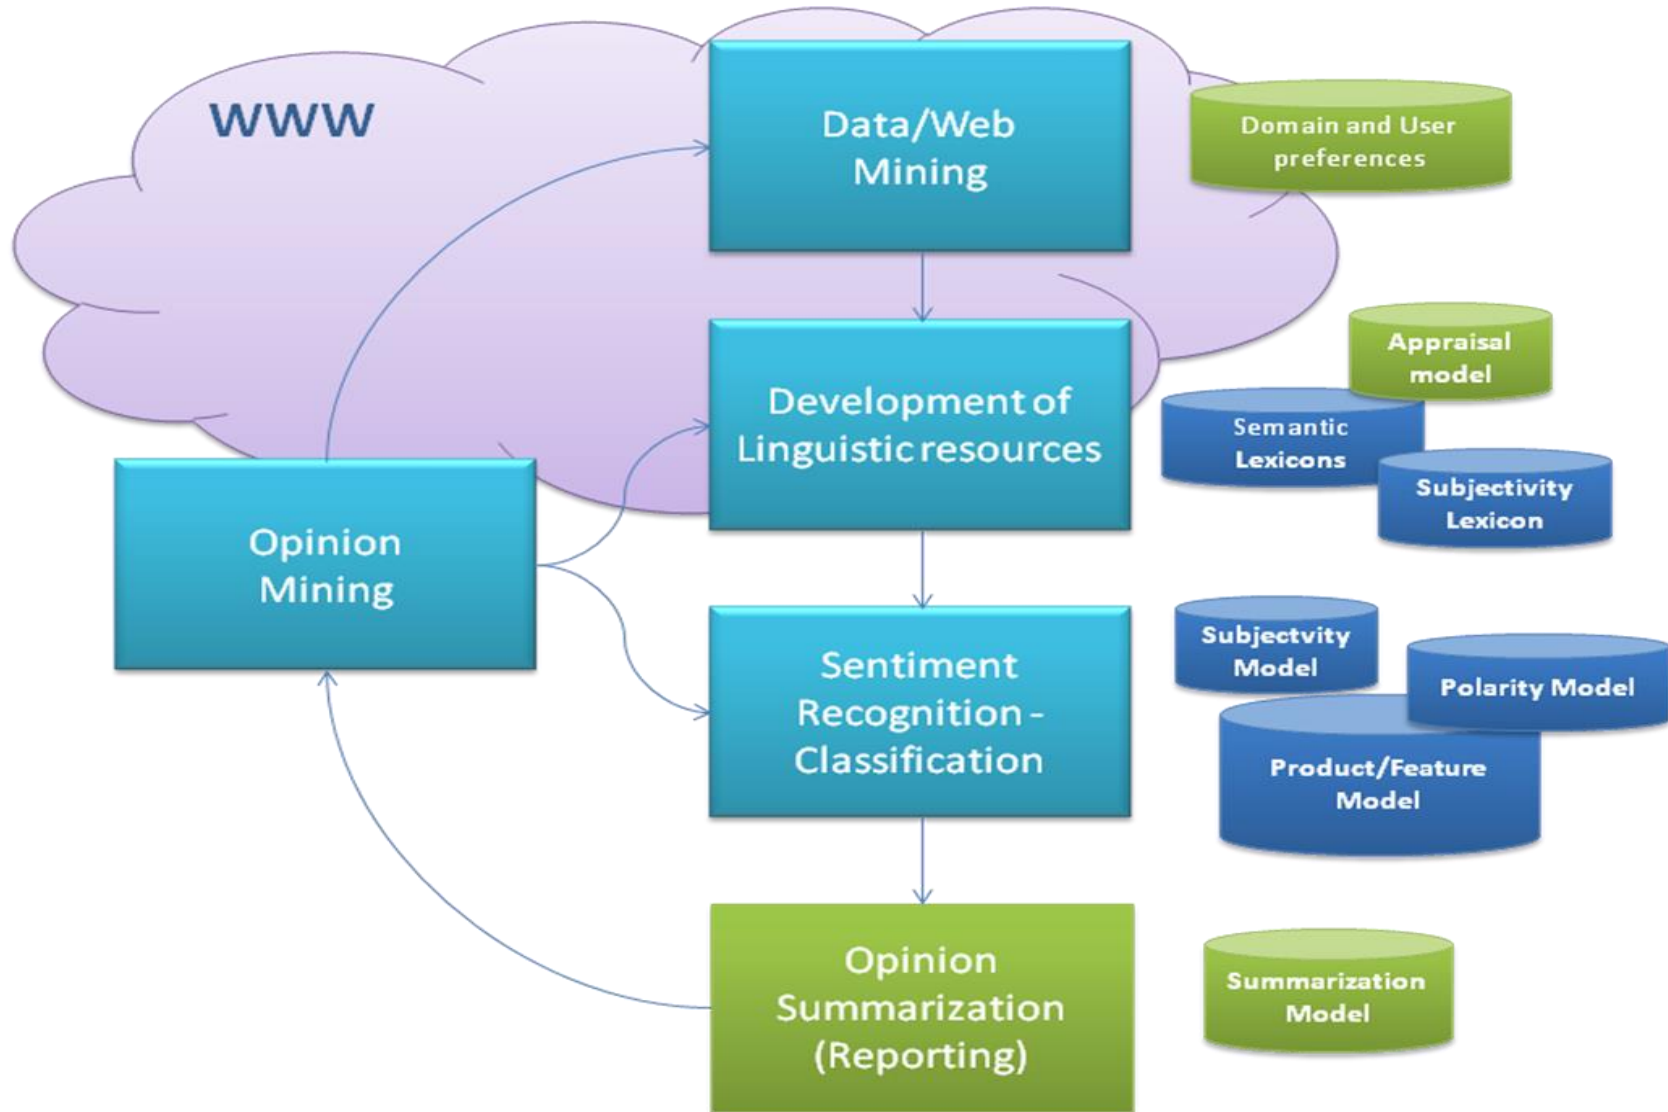 WWW
Data/Web
Mining
Domain and User
preferences
Appraisal
model
Development of
Linguistic resources
Semantic
Lexicons
Subjectivity
Lexicon
Opinion
Mining
Sentiment
Recognition -
Classification
Subjectvity
Model
Polarity Model
Product/Feature
Model
Opinion
Summarization
(Reporting)
Summarization
Model